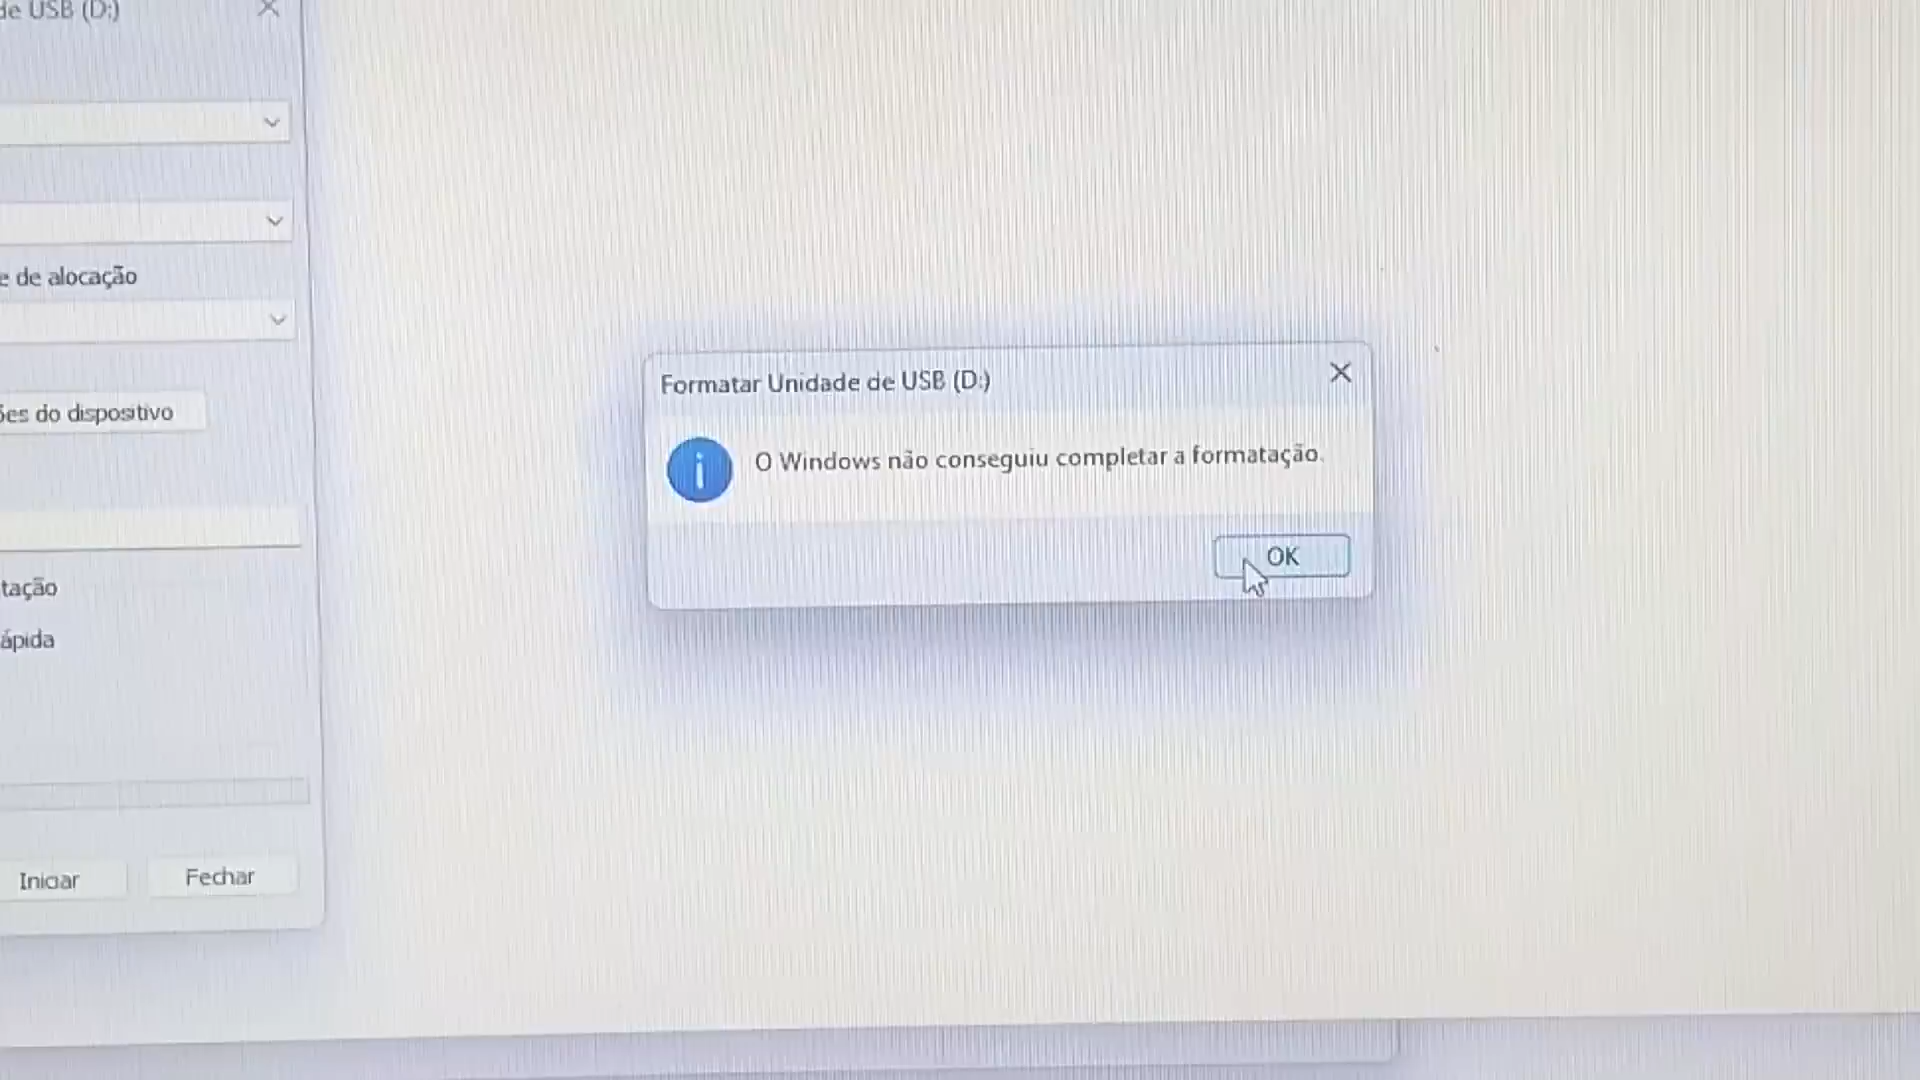 de USB (D:)
e de alocação
ões do dispositivo
tação
ápida
Iniciar
Fechar
Formatar Unidade de USB (D:)
O Windows não conseguiu completar a formatação.
OK